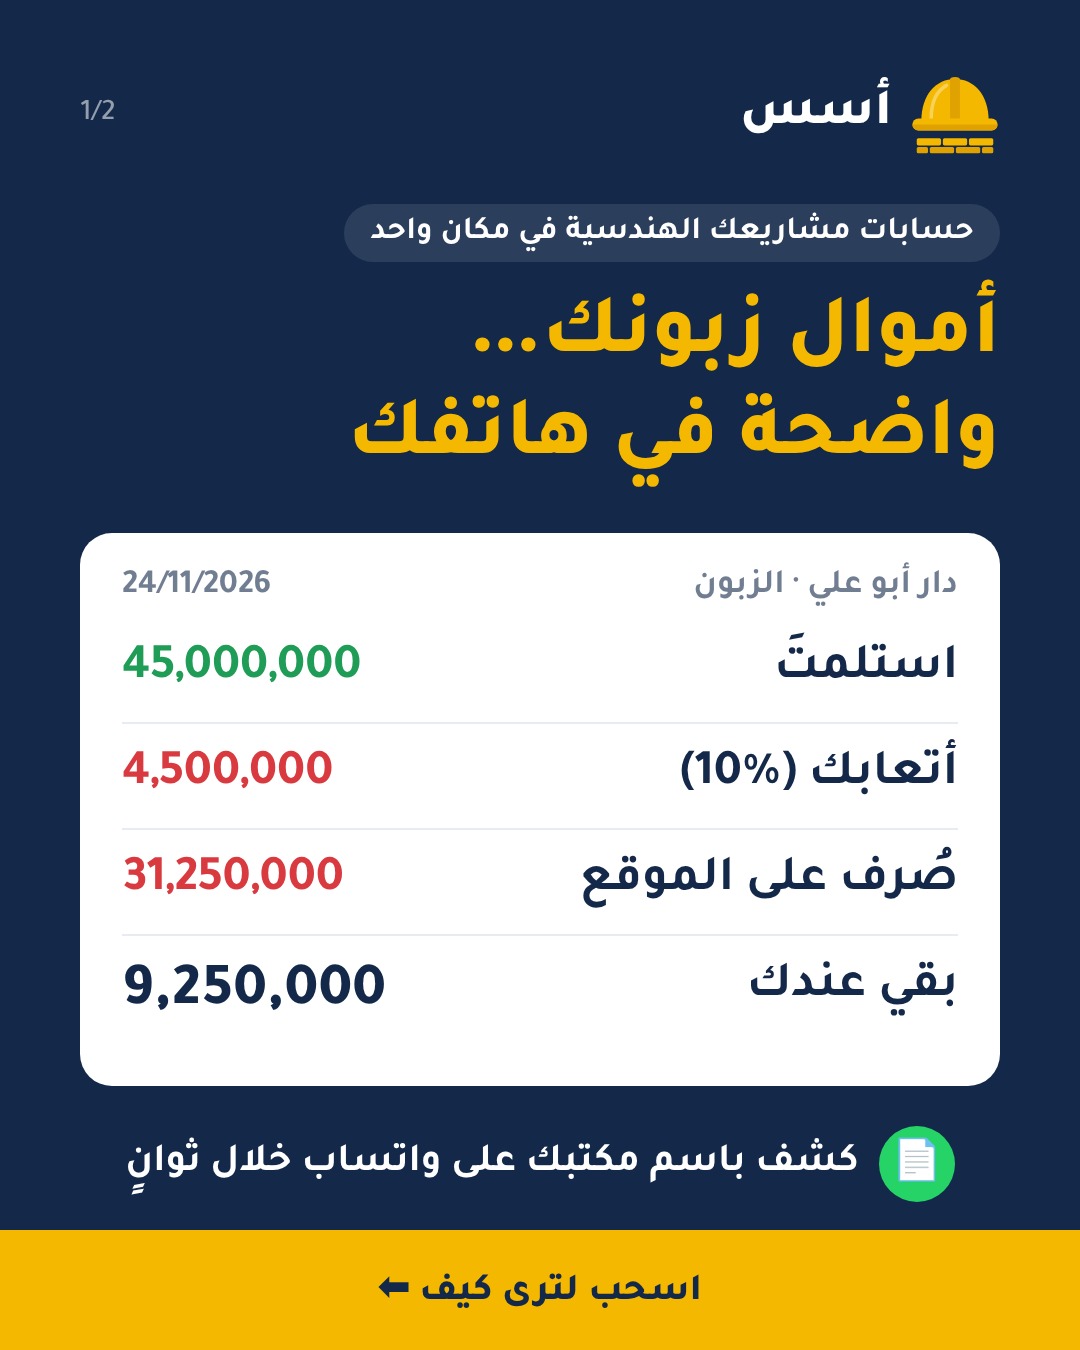 أسس
1/2
حسابات مشاريعك الهندسية في مكان واحد
أموال زبونك...
واضحة في هاتفك
دار أبو علي · الزبون 24/11/2026
استلمتَ 45,000,000
أتعابك (10%) 4,500,000
صُرف على الموقع 31,250,000
بقي عندك 9,250,000
كشف باسم مكتبك على واتساب خلال ثوانٍ
اسحب لترى كيف ⬅